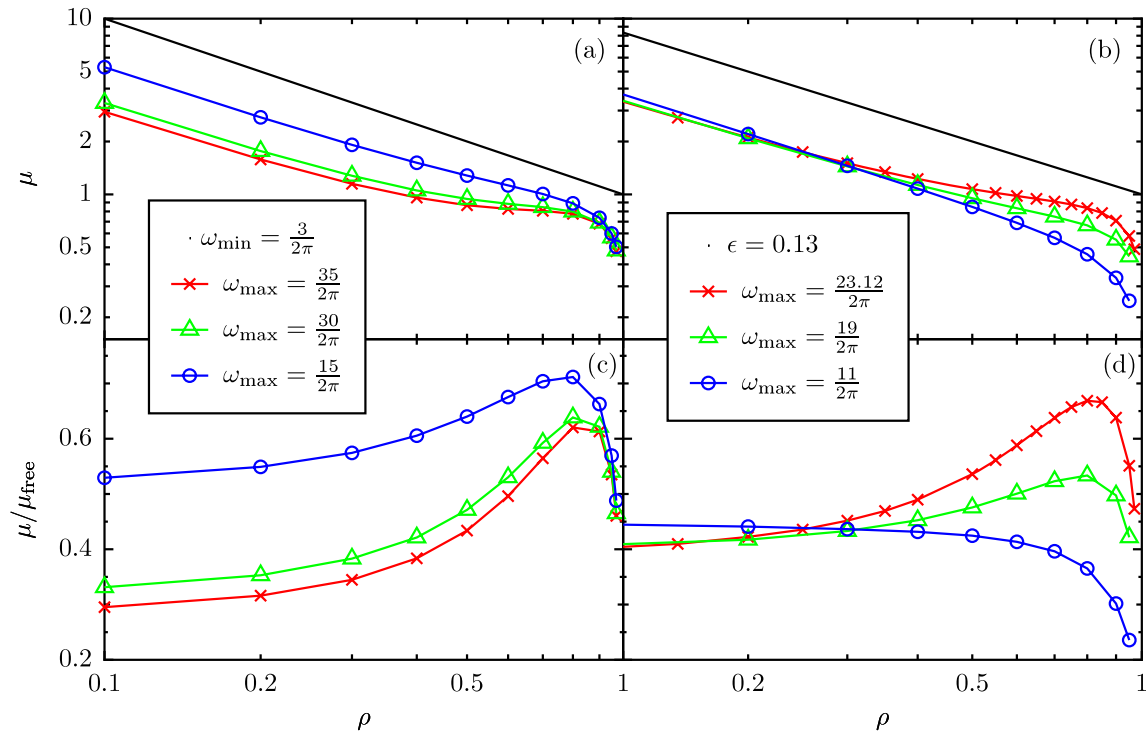 10
5
2
1
0.5
0.2
μ
(a)
(b)
· ω_min = 3/2π
ω_max = 35/2π
ω_max = 30/2π
ω_max = 15/2π
· ϵ = 0.13
ω_max = 23.12/2π
ω_max = 19/2π
ω_max = 11/2π
(c)
(d)
0.6
0.4
0.2
μ/μ_free
0.1 0.2 0.5 1 0.2 0.5 1
ρ ρ